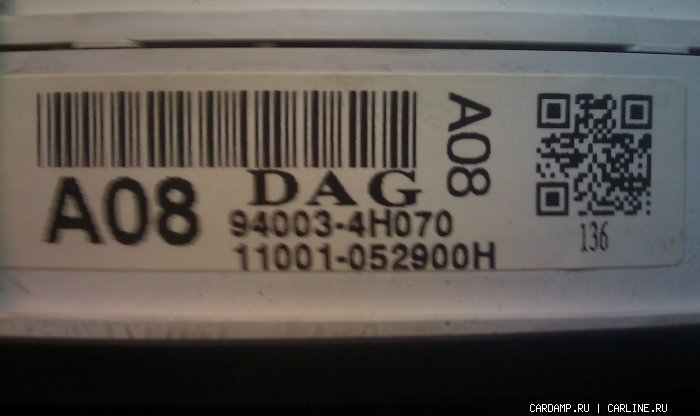 A08
DAG
A08
94003-4H070
11001-052900H
136
CARDAMP.RU | CARLINE.RU